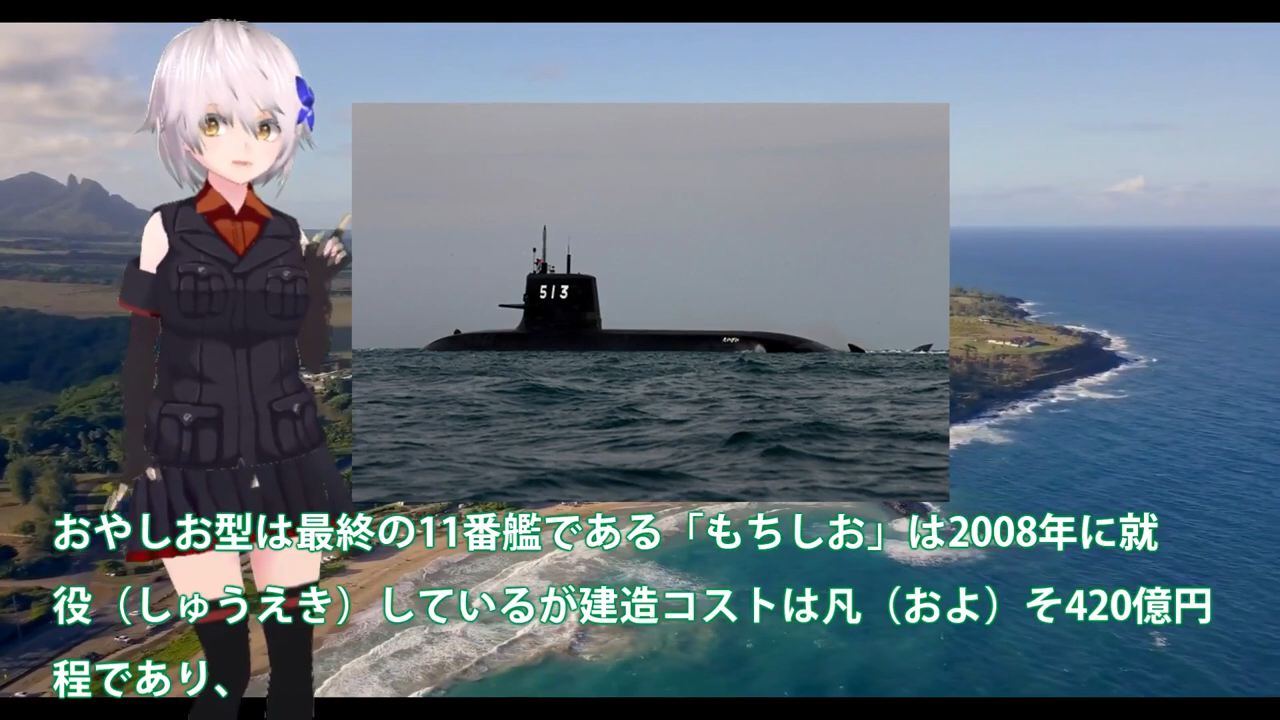 513
おやしお型は最終の11番艦である「もちしお」は2008年に就
役（しゅうえき）しているが建造コストは凡（およ）そ420億円
程であり、